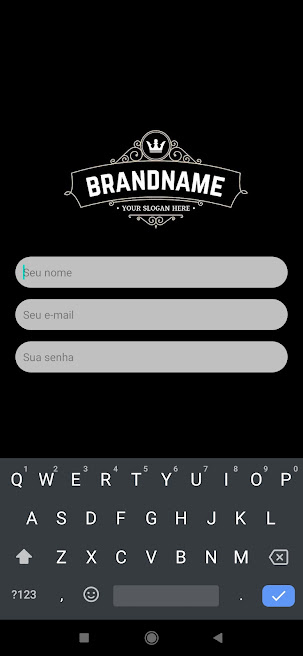 BRANDNAME
• YOUR SLOGAN HERE •
Seu nome
Seu e-mail
Sua senha
1 2 3 4 5 6 7 8 9 0
Q W E R T Y U I O P
A S D F G H J K L
Z X C V B N M
?123 , .